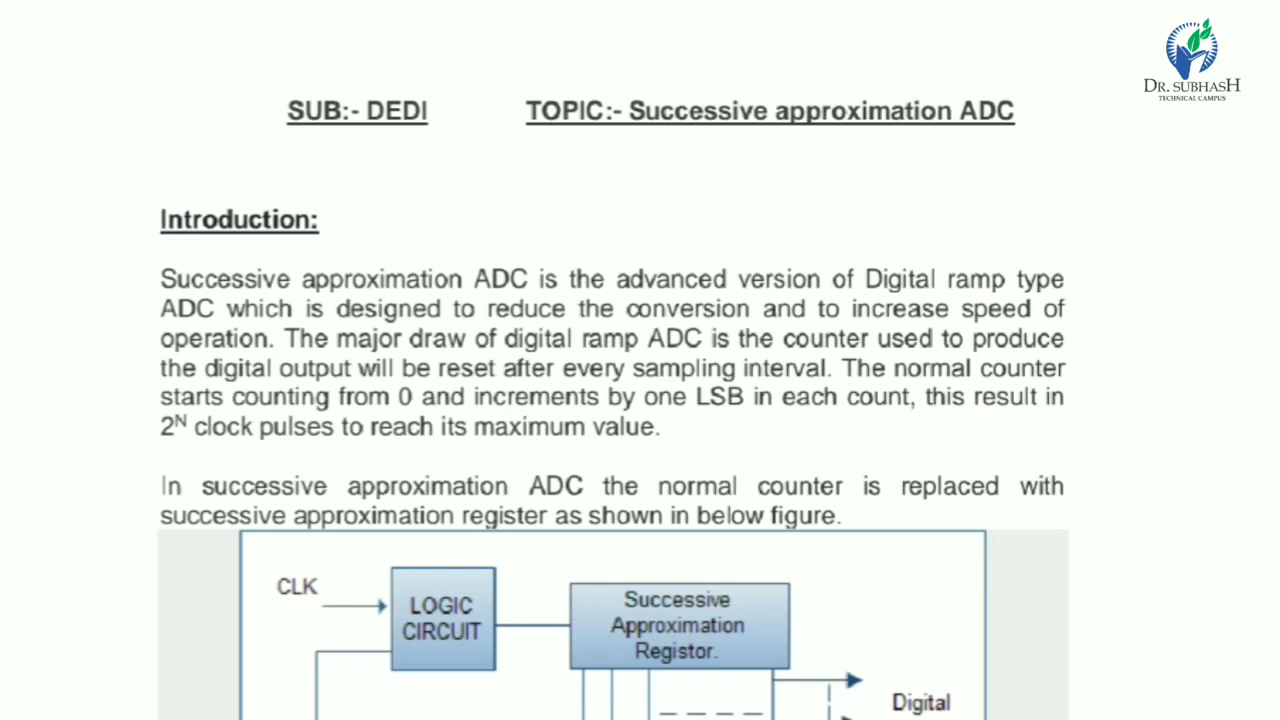 DR. SUBHASH
TECHNICAL CAMPUS
SUB:- DEDI TOPIC:- Successive approximation ADC
Introduction:
Successive approximation ADC is the advanced version of Digital ramp type
ADC which is designed to reduce the conversion and to increase speed of
operation. The major draw of digital ramp ADC is the counter used to produce
the digital output will be reset after every sampling interval. The normal counter
starts counting from 0 and increments by one LSB in each count, this result in
2ᴺ clock pulses to reach its maximum value.
In successive approximation ADC the normal counter is replaced with
successive approximation register as shown in below figure.
CLK
LOGIC
CIRCUIT
Successive
Approximation
Registor.
Digital